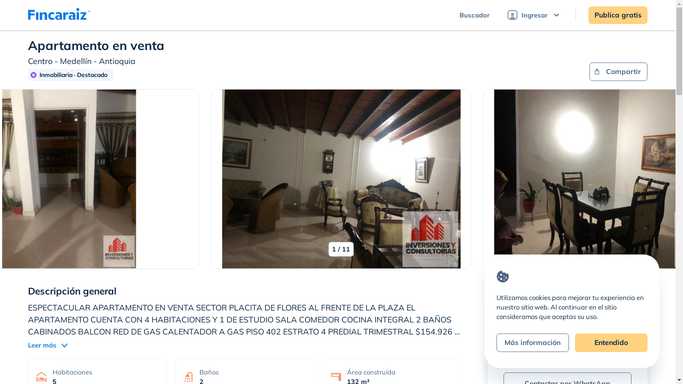 Fincaraiz
Buscador
Ingresar
Publica gratis
Apartamento en venta
Centro - Medellín - Antioquia
Inmobiliaria · Destacado
Compartir
INVERSIONES Y
CONSULTORIAS
1 / 11
INVERSIONES Y
CONSULTORIAS
Descripción general
ESPECTACULAR APARTAMENTO EN VENTA SECTOR PLACITA DE FLORES AL FRENTE DE LA PLAZA EL
APARTAMENTO CUENTA CON 4 HABITACIONES Y 1 DE ESTUDIO SALA COMEDOR COCINA INTEGRAL 2 BAÑOS
CABINADOS BALCON RED DE GAS CALENTADOR A GAS PISO 402 ESTRATO 4 PREDIAL TRIMESTRAL $154.926 ...
Leer más
Habitaciones
5
Baños
2
Área construida
132 m²
Utilizamos cookies para mejorar tu experiencia en
nuestro sitio web. Al continuar en el sitio
consideramos que aceptas su uso.
Más información
Entendido
Contactar por WhatsApp